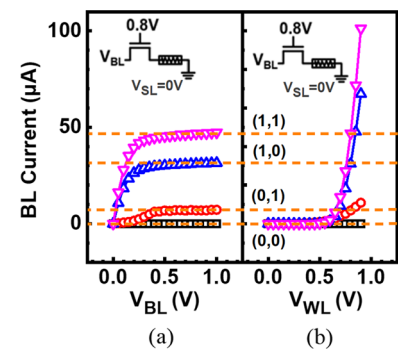 0.8V
V_BL
V_SL=0V
0.8V
V_BL
V_SL=0V
BL Current (μA)
100
50
0
(1,1)
(1,0)
(0,1)
(0,0)
0.0 0.5 1.0
0.0 0.5 1.0
V_BL (V)
V_WL (V)
(a)
(b)